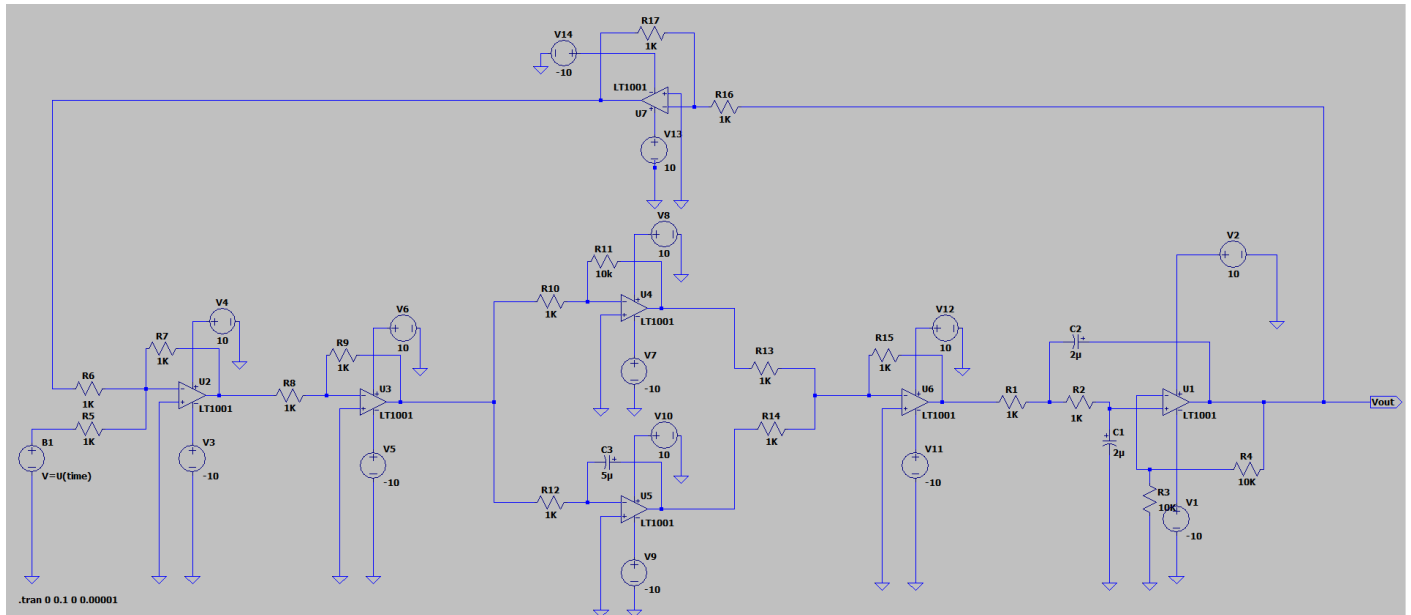 R17
1K
V14
-10
LT1001
U7
R16
1K
V13
10
V8
10
R11
10k
R10
1K
U4
LT1001
V7
-10
V2
10
V4
10
V6
10
V12
10
R7
1K
R9
1K
R13
1K
R15
1K
C2
2µ
R6
1K
U2
LT1001
R8
1K
U3
LT1001
R14
1K
U6
LT1001
R1
1K
R2
1K
U1
LT1001
Vout
R5
1K
B1
V=U(time)
V3
-10
V5
-10
V10
10
C3
5µ
R12
1K
U5
LT1001
V9
-10
V11
-10
C1
2µ
R4
10K
R3
10K
V1
-10
.tran 0 0.1 0 0.00001